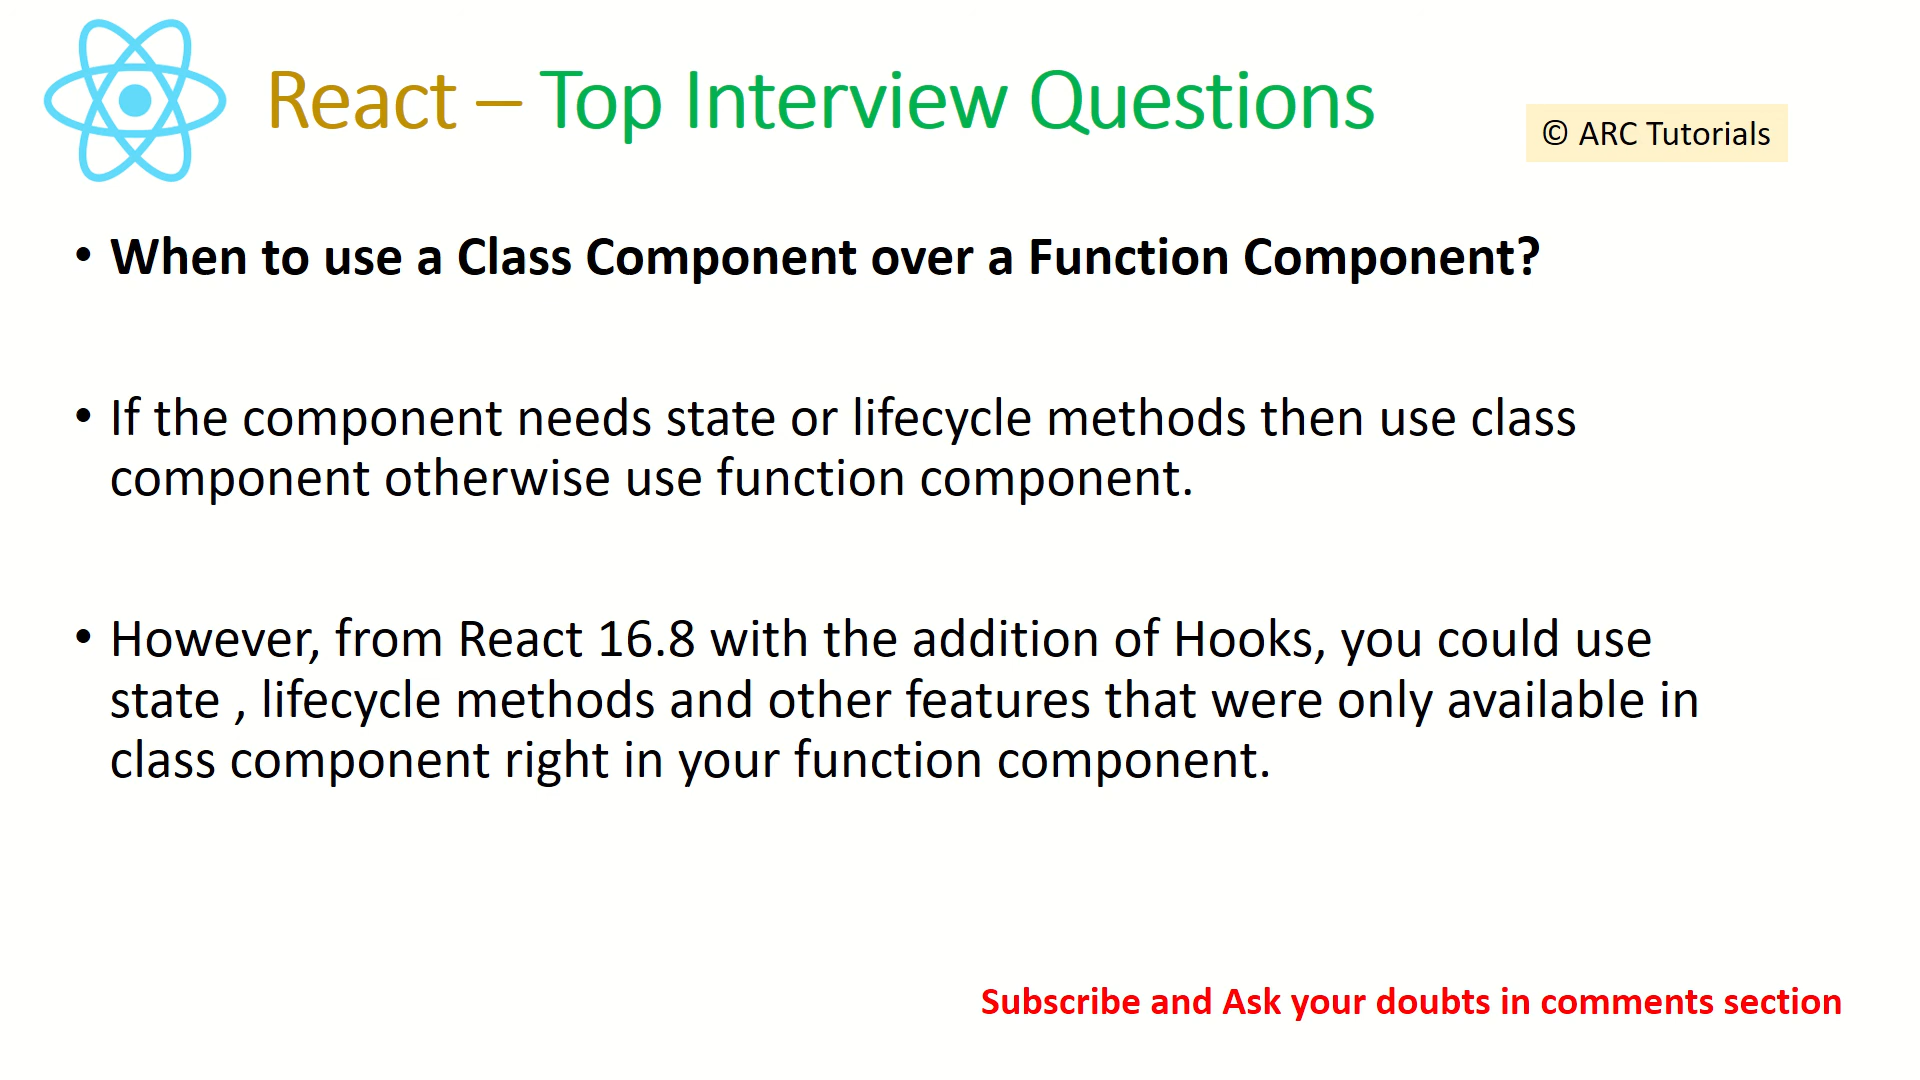 React – Top Interview Questions
© ARC Tutorials
• When to use a Class Component over a Function Component?
• If the component needs state or lifecycle methods then use class
component otherwise use function component.
• However, from React 16.8 with the addition of Hooks, you could use
state , lifecycle methods and other features that were only available in
class component right in your function component.
Subscribe and Ask your doubts in comments section